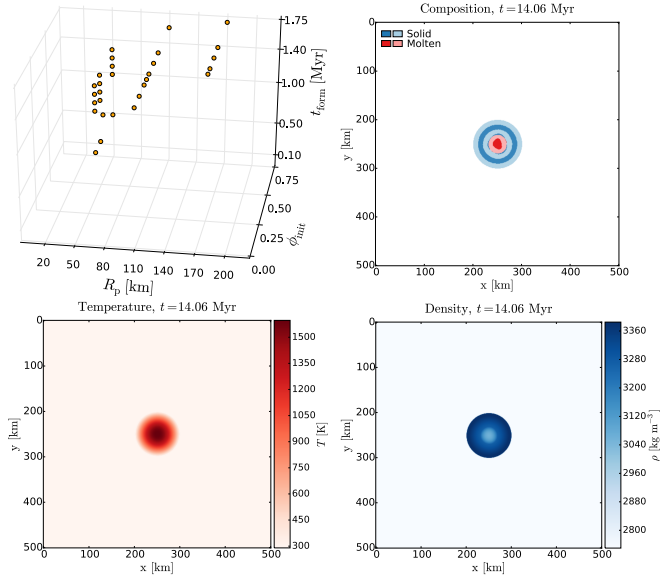 1.75
1.40
1.00
0.50
0.10
t_form [Myr]
0.75
0.50
0.25
0.00
ϕ_init
20 50 80 110 140 170 200
R_p [km]
Composition, t=14.06 Myr
Solid
Molten
0
100
200
300
400
500
y [km]
0 100 200 300 400 500
x [km]
Temperature, t=14.06 Myr
0
100
200
300
400
500
y [km]
0 100 200 300 400 500
x [km]
1500
1350
1200
1050
900
750
600
450
300
T [K]
Density, t=14.06 Myr
0
100
200
300
400
500
y [km]
0 100 200 300 400 500
x [km]
3360
3280
3200
3120
3040
2960
2880
2800
ρ [kg m⁻³]